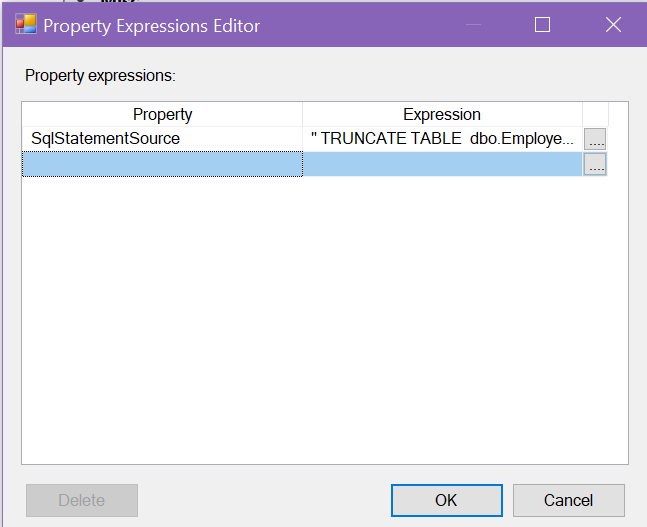 Property Expressions Editor
Property expressions:
Property Expression
SqlStatementSource " TRUNCATE TABLE dbo.Employe... ....
....
Delete OK Cancel